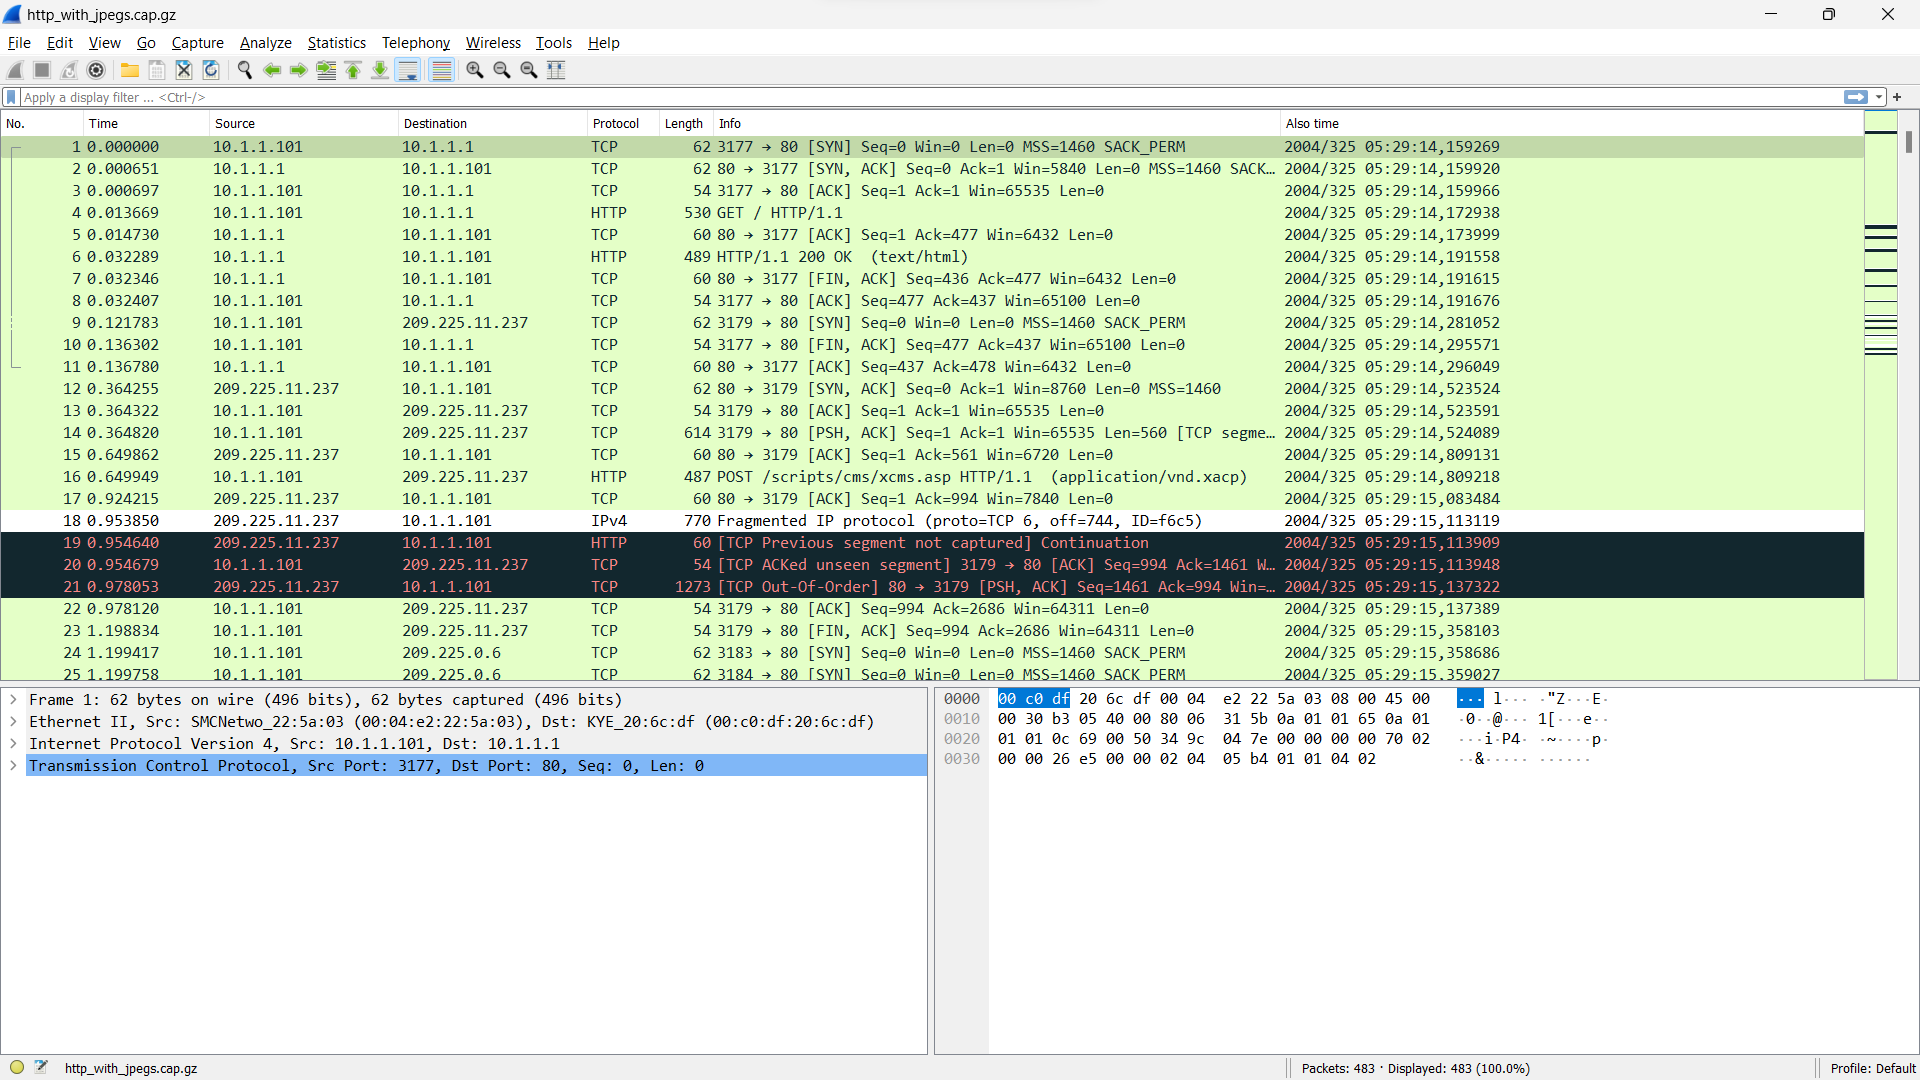 http_with_jpegs.cap.gz
File Edit View Go Capture Analyze Statistics Telephony Wireless Tools Help
Apply a display filter ... <Ctrl-/>
No. Time Source Destination Protocol Length Info Also time
1 0.000000 10.1.1.101 10.1.1.1 TCP 62 3177 → 80 [SYN] Seq=0 Win=0 Len=0 MSS=1460 SACK_PERM 2004/325 05:29:14,159269
2 0.000651 10.1.1.1 10.1.1.101 TCP 62 80 → 3177 [SYN, ACK] Seq=0 Ack=1 Win=5840 Len=0 MSS=1460 SACK… 2004/325 05:29:14,159920
3 0.000697 10.1.1.101 10.1.1.1 TCP 54 3177 → 80 [ACK] Seq=1 Ack=1 Win=65535 Len=0 2004/325 05:29:14,159966
4 0.013669 10.1.1.101 10.1.1.1 HTTP 530 GET / HTTP/1.1 2004/325 05:29:14,172938
5 0.014730 10.1.1.1 10.1.1.101 TCP 60 80 → 3177 [ACK] Seq=1 Ack=477 Win=6432 Len=0 2004/325 05:29:14,173999
6 0.032289 10.1.1.1 10.1.1.101 HTTP 489 HTTP/1.1 200 OK  (text/html) 2004/325 05:29:14,191558
7 0.032346 10.1.1.1 10.1.1.101 TCP 60 80 → 3177 [FIN, ACK] Seq=436 Ack=477 Win=6432 Len=0 2004/325 05:29:14,191615
8 0.032407 10.1.1.101 10.1.1.1 TCP 54 3177 → 80 [ACK] Seq=477 Ack=437 Win=65100 Len=0 2004/325 05:29:14,191676
9 0.121783 10.1.1.101 209.225.11.237 TCP 62 3179 → 80 [SYN] Seq=0 Win=0 Len=0 MSS=1460 SACK_PERM 2004/325 05:29:14,281052
10 0.136302 10.1.1.101 10.1.1.1 TCP 54 3177 → 80 [FIN, ACK] Seq=477 Ack=437 Win=65100 Len=0 2004/325 05:29:14,295571
11 0.136780 10.1.1.1 10.1.1.101 TCP 60 80 → 3177 [ACK] Seq=437 Ack=478 Win=6432 Len=0 2004/325 05:29:14,296049
12 0.364255 209.225.11.237 10.1.1.101 TCP 62 80 → 3179 [SYN, ACK] Seq=0 Ack=1 Win=8760 Len=0 MSS=1460 2004/325 05:29:14,523524
13 0.364322 10.1.1.101 209.225.11.237 TCP 54 3179 → 80 [ACK] Seq=1 Ack=1 Win=65535 Len=0 2004/325 05:29:14,523591
14 0.364820 10.1.1.101 209.225.11.237 TCP 614 3179 → 80 [PSH, ACK] Seq=1 Ack=1 Win=65535 Len=560 [TCP segme… 2004/325 05:29:14,524089
15 0.649862 209.225.11.237 10.1.1.101 TCP 60 80 → 3179 [ACK] Seq=1 Ack=561 Win=6720 Len=0 2004/325 05:29:14,809131
16 0.649949 10.1.1.101 209.225.11.237 HTTP 487 POST /scripts/cms/xcms.asp HTTP/1.1  (application/vnd.xacp) 2004/325 05:29:14,809218
17 0.924215 209.225.11.237 10.1.1.101 TCP 60 80 → 3179 [ACK] Seq=1 Ack=994 Win=7840 Len=0 2004/325 05:29:15,083484
18 0.953850 209.225.11.237 10.1.1.101 IPv4 770 Fragmented IP protocol (proto=TCP 6, off=744, ID=f6c5) 2004/325 05:29:15,113119
19 0.954640 209.225.11.237 10.1.1.101 HTTP 60 [TCP Previous segment not captured] Continuation 2004/325 05:29:15,113909
20 0.954679 10.1.1.101 209.225.11.237 TCP 54 [TCP ACKed unseen segment] 3179 → 80 [ACK] Seq=994 Ack=1461 W… 2004/325 05:29:15,113948
21 0.978053 209.225.11.237 10.1.1.101 TCP 1273 [TCP Out-Of-Order] 80 → 3179 [PSH, ACK] Seq=1461 Ack=994 Win=… 2004/325 05:29:15,137322
22 0.978120 10.1.1.101 209.225.11.237 TCP 54 3179 → 80 [ACK] Seq=994 Ack=2686 Win=64311 Len=0 2004/325 05:29:15,137389
23 1.198834 10.1.1.101 209.225.11.237 TCP 54 3179 → 80 [FIN, ACK] Seq=994 Ack=2686 Win=64311 Len=0 2004/325 05:29:15,358103
24 1.199417 10.1.1.101 209.225.0.6 TCP 62 3183 → 80 [SYN] Seq=0 Win=0 Len=0 MSS=1460 SACK_PERM 2004/325 05:29:15,358686
25 1.199758 10.1.1.101 209.225.0.6 TCP 62 3184 → 80 [SYN] Seq=0 Win=0 Len=0 MSS=1460 SACK_PERM 2004/325 05:29:15,359027
Frame 1: 62 bytes on wire (496 bits), 62 bytes captured (496 bits)
Ethernet II, Src: SMCNetwo_22:5a:03 (00:04:e2:22:5a:03), Dst: KYE_20:6c:df (00:c0:df:20:6c:df)
Internet Protocol Version 4, Src: 10.1.1.101, Dst: 10.1.1.1
Transmission Control Protocol, Src Port: 3177, Dst Port: 80, Seq: 0, Len: 0
0000 00 c0 df 20 6c df 00 04 e2 22 5a 03 08 00 45 00 ··· l··· ·"Z···E·
0010 00 30 b3 05 40 00 80 06 31 5b 0a 01 01 65 0a 01 ·0··@··· 1[···e··
0020 01 01 0c 69 00 50 34 9c 04 7e 00 00 00 00 70 02 ···i·P4· ·~····p·
0030 00 00 26 e5 00 00 02 04 05 b4 01 01 04 02 ··&····· ······
http_with_jpegs.cap.gz
Packets: 483 · Displayed: 483 (100.0%)
Profile: Default